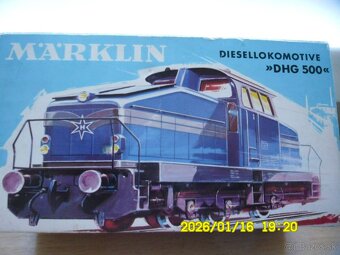 MÄRKLIN
DIESELLOKOMOTIVE
»DHG 500«
H
2026/01/16 19:20